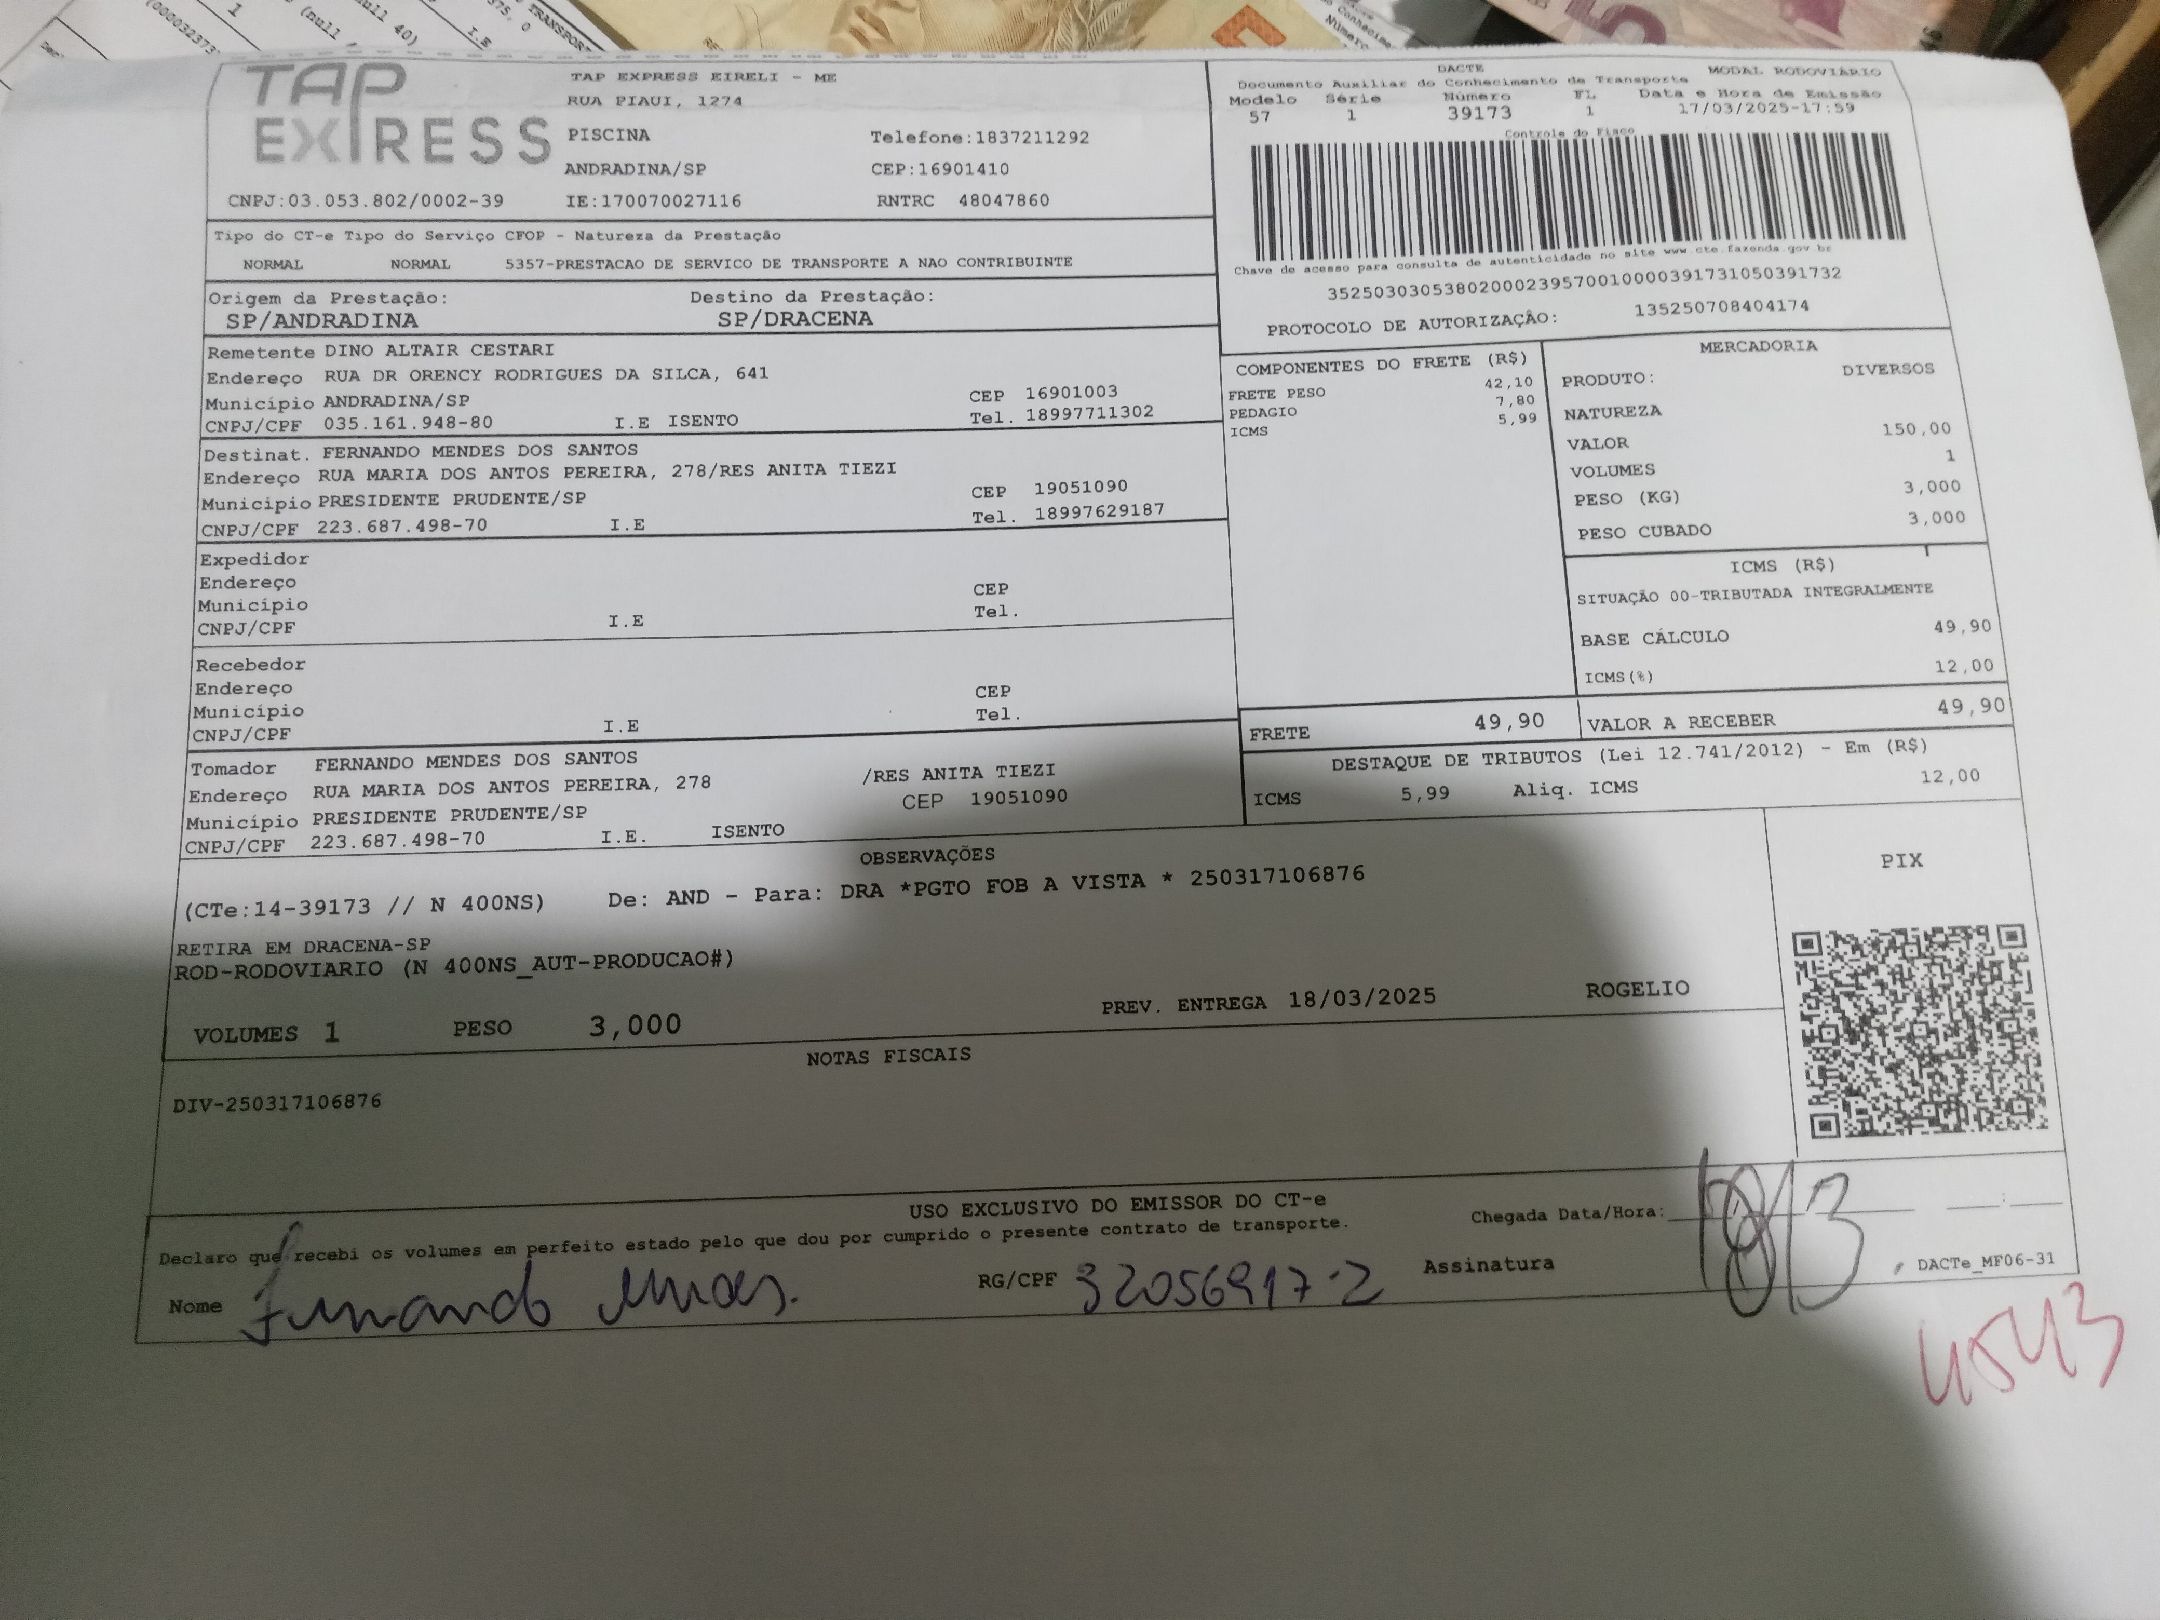 TAP EXPRESS
TAP EXPRESS EIRELI - ME
RUA PIAUI, 1274
PISCINA Telefone:1837211292
ANDRADINA/SP CEP:16901410
CNPJ:03.053.802/0002-39 IE:170070027116 RNTRC 48047860
DACTE MODAL RODOVIÁRIO
Documento Auxiliar do Conhecimento de Transporte
Modelo Série Número FL Data e Hora de Emissão
57 1 39173 1 17/03/2025-17:59
Controle do Fisco
Chave de acesso para consulta de autenticidade no site www.cte.fazenda.gov.br
35250303053802000239570010000391731050391732
PROTOCOLO DE AUTORIZAÇÃO: 135250708404174
Tipo do CT-e Tipo do Serviço CFOP - Natureza da Prestação
NORMAL NORMAL 5357-PRESTACAO DE SERVICO DE TRANSPORTE A NAO CONTRIBUINTE
Origem da Prestação: Destino da Prestação:
SP/ANDRADINA SP/DRACENA
Remetente DINO ALTAIR CESTARI
Endereço RUA DR ORENCY RODRIGUES DA SILCA, 641
Município ANDRADINA/SP CEP 16901003
CNPJ/CPF 035.161.948-80 I.E ISENTO Tel. 18997711302
Destinat. FERNANDO MENDES DOS SANTOS
Endereço RUA MARIA DOS ANTOS PEREIRA, 278/RES ANITA TIEZI
Município PRESIDENTE PRUDENTE/SP CEP 19051090
CNPJ/CPF 223.687.498-70 I.E Tel. 18997629187
Expedidor
Endereço
Município CEP
CNPJ/CPF I.E Tel.
Recebedor
Endereço
Município CEP
CNPJ/CPF I.E Tel.
Tomador FERNANDO MENDES DOS SANTOS
Endereço RUA MARIA DOS ANTOS PEREIRA, 278 /RES ANITA TIEZI
Município PRESIDENTE PRUDENTE/SP CEP 19051090
CNPJ/CPF 223.687.498-70 I.E. ISENTO
COMPONENTES DO FRETE (R$)
FRETE PESO 42,10
PEDAGIO 7,80
ICMS 5,99
MERCADORIA
PRODUTO: DIVERSOS
NATUREZA
VALOR 150,00
VOLUMES 1
PESO (KG) 3,000
PESO CUBADO 3,000
ICMS (R$)
SITUAÇÃO 00-TRIBUTADA INTEGRALMENTE
BASE CÁLCULO 49,90
ICMS(%) 12,00
FRETE 49,90 VALOR A RECEBER 49,90
DESTAQUE DE TRIBUTOS (Lei 12.741/2012) - Em (R$)
ICMS 5,99 Aliq. ICMS 12,00
OBSERVAÇÕES
(CTe:14-39173 // N 400NS) De: AND - Para: DRA *PGTO FOB A VISTA * 250317106876
RETIRA EM DRACENA-SP
ROD-RODOVIARIO (N 400NS_AUT-PRODUCAO#)
VOLUMES 1 PESO 3,000 PREV. ENTREGA 18/03/2025 ROGELIO
PIX
NOTAS FISCAIS
DIV-250317106876
USO EXCLUSIVO DO EMISSOR DO CT-e
Declaro que recebi os volumes em perfeito estado pelo que dou por cumprido o presente contrato de transporte.
Chegada Data/Hora: 18/3
Nome Fernando RG/CPF 32056917-2 Assinatura
DACTe_MF06-31